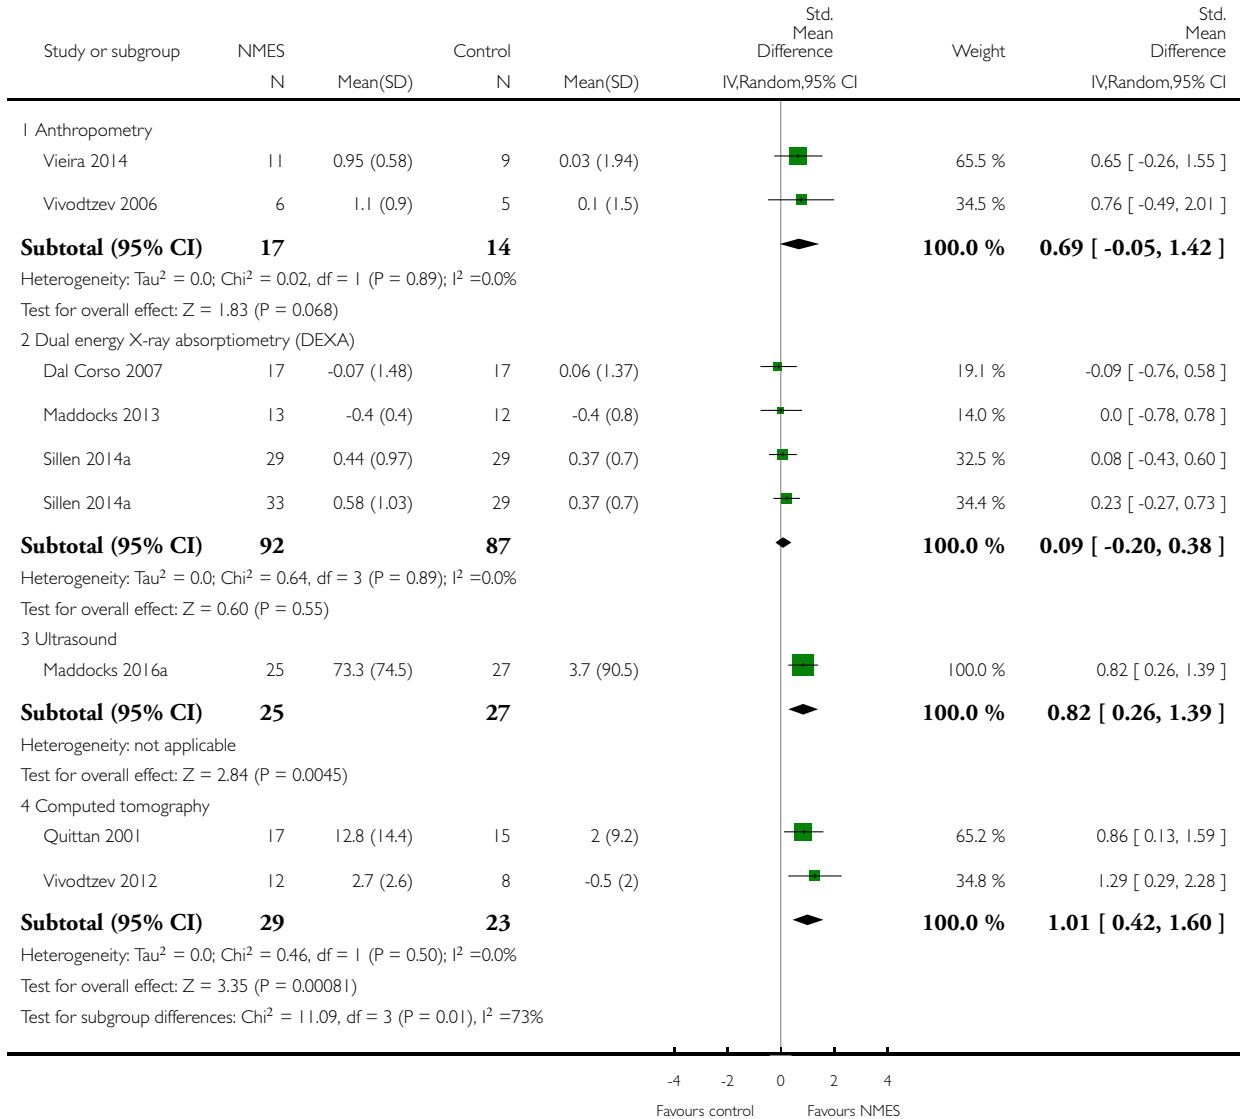 Std. Mean Difference Std. Mean Difference
Study or subgroup NMES Control Weight
N Mean(SD) N Mean(SD) IV,Random,95% CI IV,Random,95% CI
1 Anthropometry
Vieira 2014 11 0.95 (0.58) 9 0.03 (1.94) 65.5 % 0.65 [ -0.26, 1.55 ]
Vivodtzev 2006 6 1.1 (0.9) 5 0.1 (1.5) 34.5 % 0.76 [ -0.49, 2.01 ]
Subtotal (95% CI) 17 14 100.0 % 0.69 [ -0.05, 1.42 ]
Heterogeneity: Tau² = 0.0; Chi² = 0.02, df = 1 (P = 0.89); I² =0.0%
Test for overall effect: Z = 1.83 (P = 0.068)
2 Dual energy X-ray absorptiometry (DEXA)
Dal Corso 2007 17 -0.07 (1.48) 17 0.06 (1.37) 19.1 % -0.09 [ -0.76, 0.58 ]
Maddocks 2013 13 -0.4 (0.4) 12 -0.4 (0.8) 14.0 % 0.0 [ -0.78, 0.78 ]
Sillen 2014a 29 0.44 (0.97) 29 0.37 (0.7) 32.5 % 0.08 [ -0.43, 0.60 ]
Sillen 2014a 33 0.58 (1.03) 29 0.37 (0.7) 34.4 % 0.23 [ -0.27, 0.73 ]
Subtotal (95% CI) 92 87 100.0 % 0.09 [ -0.20, 0.38 ]
Heterogeneity: Tau² = 0.0; Chi² = 0.64, df = 3 (P = 0.89); I² =0.0%
Test for overall effect: Z = 0.60 (P = 0.55)
3 Ultrasound
Maddocks 2016a 25 73.3 (74.5) 27 3.7 (90.5) 100.0 % 0.82 [ 0.26, 1.39 ]
Subtotal (95% CI) 25 27 100.0 % 0.82 [ 0.26, 1.39 ]
Heterogeneity: not applicable
Test for overall effect: Z = 2.84 (P = 0.0045)
4 Computed tomography
Quittan 2001 17 12.8 (14.4) 15 2 (9.2) 65.2 % 0.86 [ 0.13, 1.59 ]
Vivodtzev 2012 12 2.7 (2.6) 8 -0.5 (2) 34.8 % 1.29 [ 0.29, 2.28 ]
Subtotal (95% CI) 29 23 100.0 % 1.01 [ 0.42, 1.60 ]
Heterogeneity: Tau² = 0.0; Chi² = 0.46, df = 1 (P = 0.50); I² =0.0%
Test for overall effect: Z = 3.35 (P = 0.00081)
Test for subgroup differences: Chi² = 11.09, df = 3 (P = 0.01), I² =73%
-4 -2 0 2 4
Favours control Favours NMES